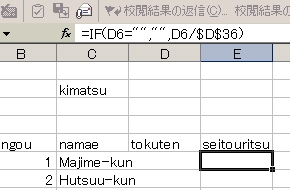 校閲結果の返信(C)... 校閲結果
fx =IF(D6="","",D6/$D$36)
B C D E
kimatsu
ngou namae tokuten seitouritsu
1 Majime-kun
2 Hutsuu-kun